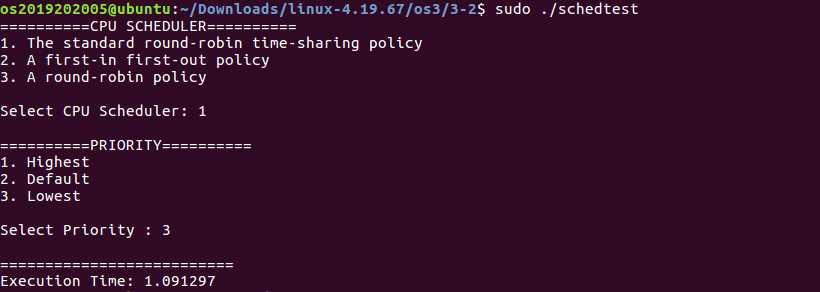 os2019202005@ubuntu:~/Downloads/linux-4.19.67/os3/3-2$ sudo ./schedtest
==========CPU SCHEDULER==========
1. The standard round-robin time-sharing policy
2. A first-in first-out policy
3. A round-robin policy
Select CPU Scheduler: 1
==========PRIORITY==========
1. Highest
2. Default
3. Lowest
Select Priority : 3
==========================
Execution Time: 1.091297